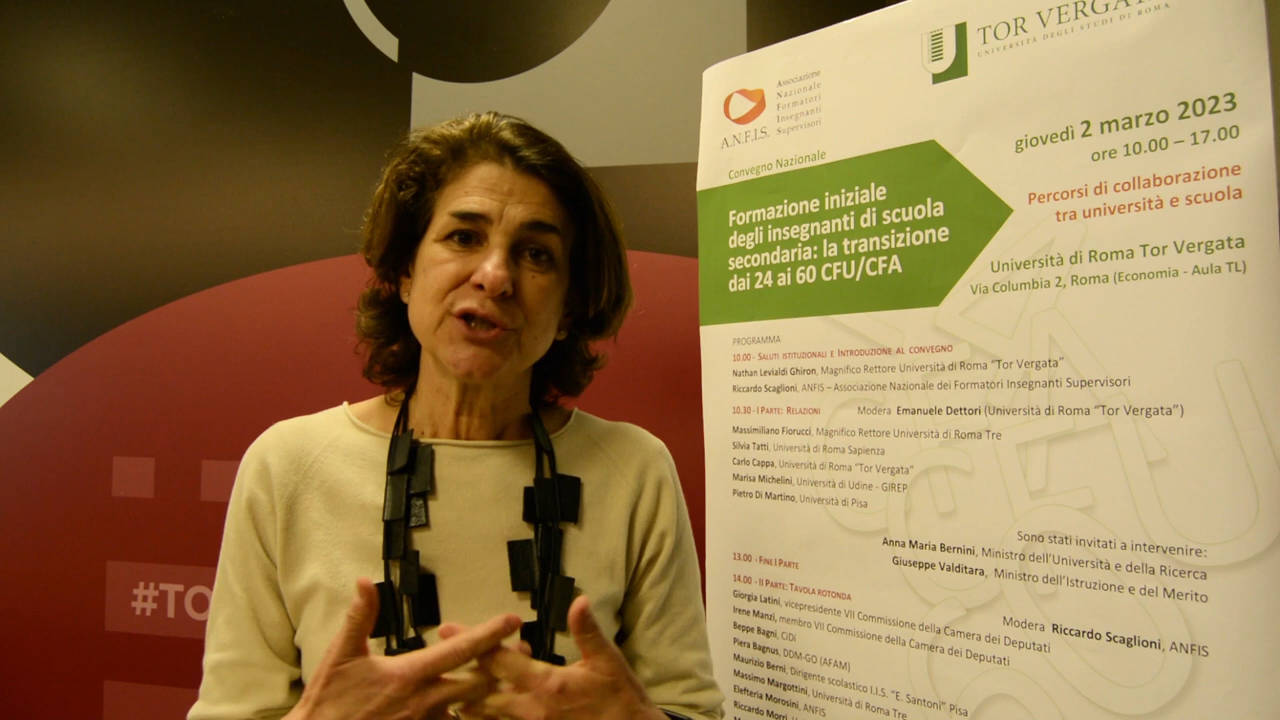 TOR VERGATA
UNIVERSITÀ DEGLI STUDI DI ROMA
Associazione
Nazionale
Formatori
Insegnanti
Supervisori
A.N.F.I.S.
giovedì 2 marzo 2023
ore 10.00 – 17.00
Convegno Nazionale
Formazione iniziale
degli insegnanti di scuola
secondaria: la transizione
dai 24 ai 60 CFU/CFA
Percorsi di collaborazione
tra università e scuola
Università di Roma Tor Vergata
Via Columbia 2, Roma (Economia - Aula TL)
PROGRAMMA
10.00 - SALUTI ISTITUZIONALI E INTRODUZIONE AL CONVEGNO
Nathan Levialdi Ghiron, Magnifico Rettore Università di Roma "Tor Vergata"
Riccardo Scaglioni, ANFIS – Associazione Nazionale dei Formatori Insegnanti Supervisori
10.30 - I PARTE: RELAZIONI Modera Emanuele Dettori (Università di Roma "Tor Vergata")
Massimiliano Fiorucci, Magnifico Rettore Università di Roma Tre
Silvia Tatti, Università di Roma Sapienza
Carlo Cappa, Università di Roma "Tor Vergata"
Marisa Michelini, Università di Udine - GIREP
Pietro Di Martino, Università di Pisa
Sono stati invitati a intervenire:
Anna Maria Bernini, Ministro dell'Università e della Ricerca
Giuseppe Valditara, Ministro dell'Istruzione e del Merito
13.00 - FINE I PARTE
14.00 - II PARTE: TAVOLA ROTONDA
Modera Riccardo Scaglioni, ANFIS
Giorgia Latini, vicepresidente VII Commissione della Camera dei Deputati
Irene Manzi, membro VII Commissione della Camera dei Deputati
Beppe Bagni, CiDi
Piera Bagnus, DDM-GO (AFAM)
Maurizio Berni, Dirigente scolastico I.I.S. "E. Santoni" Pisa
Massimo Margottini, Università di Roma Tre
Elefteria Morosini, ANFIS
Riccardo Morri,
#TO